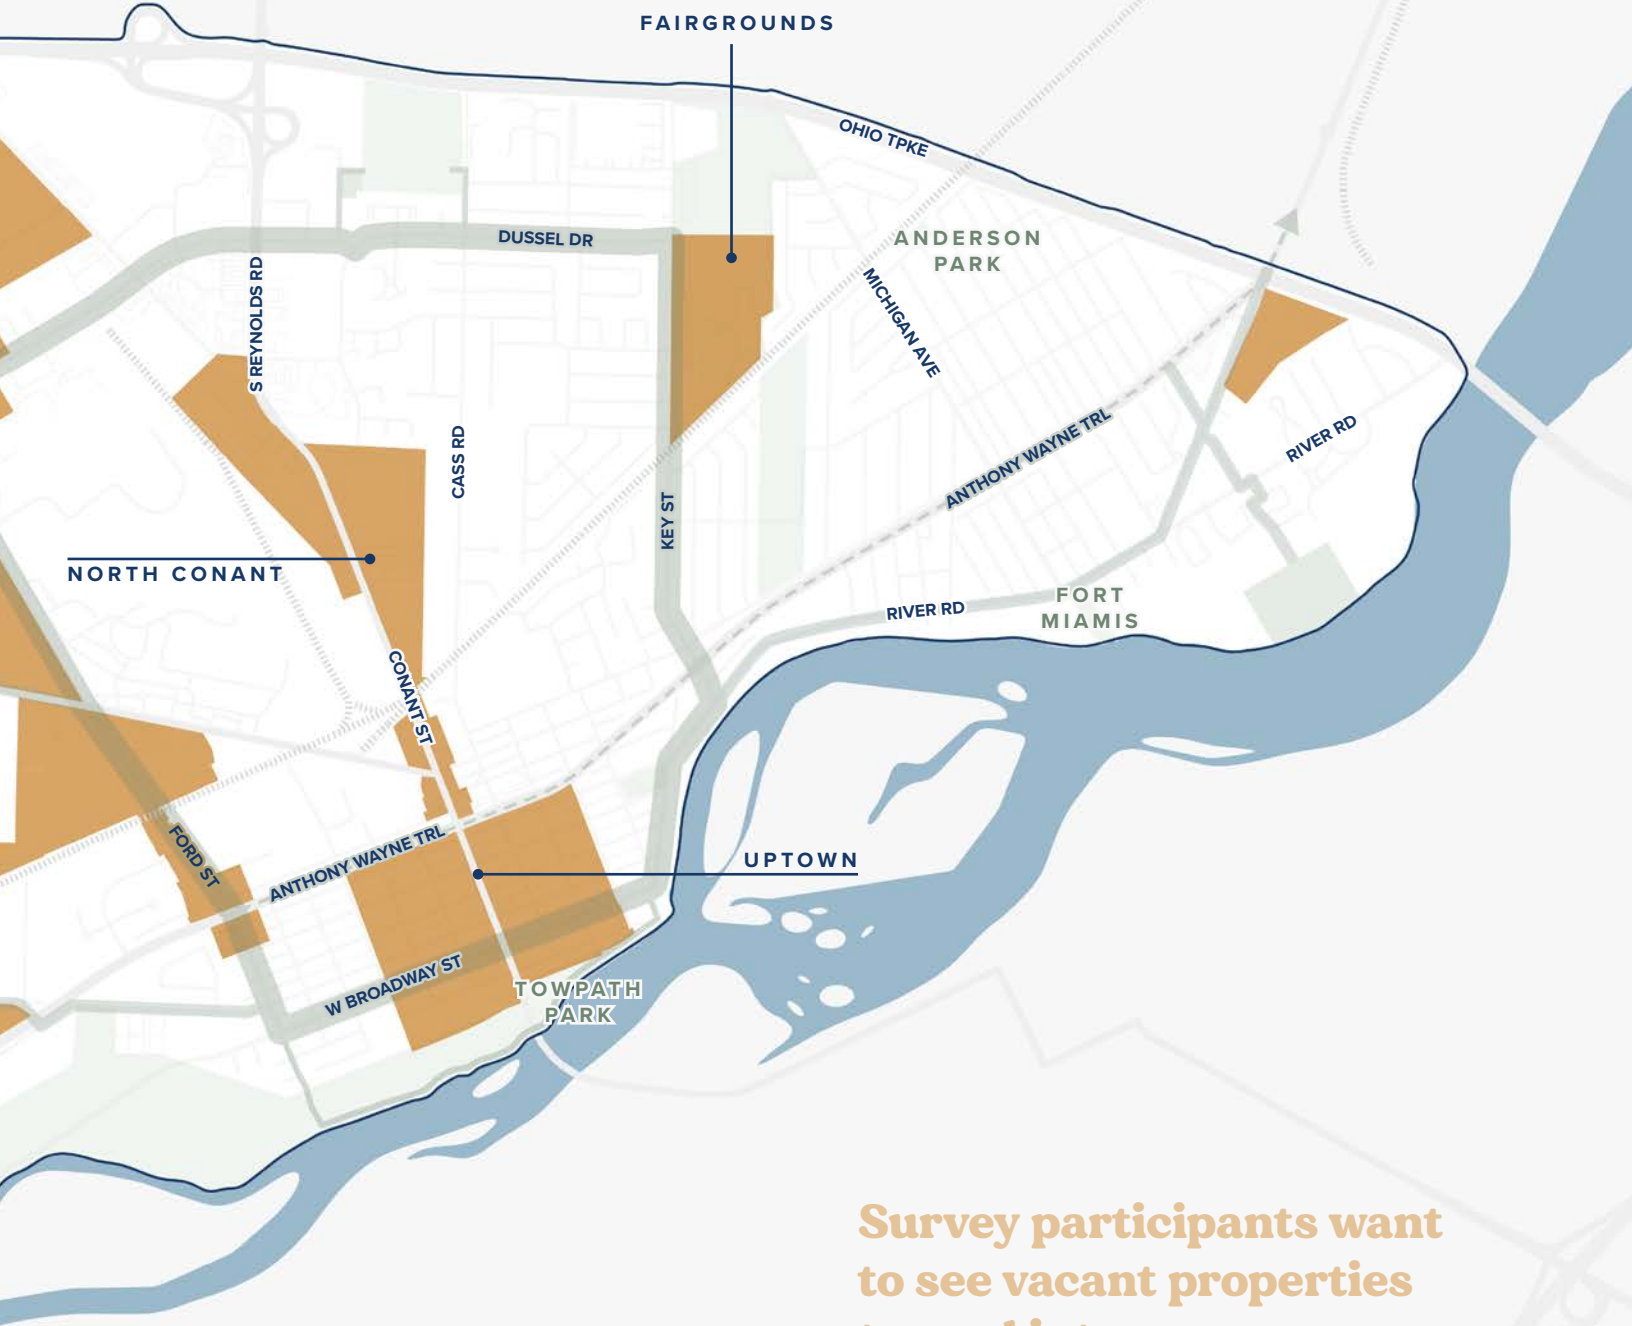 FAIRGROUNDS
OHIO TPKE
DUSSEL DR
ANDERSON
PARK
S REYNOLDS RD
MICHIGAN AVE
CASS RD
ANTHONY WAYNE TRL
RIVER RD
KEY ST
NORTH CONANT
RIVER RD
FORT
MIAMIS
CONANT ST
FORD ST
ANTHONY WAYNE TRL
UPTOWN
W BROADWAY ST
TOWPATH
PARK
Survey participants want
to see vacant properties